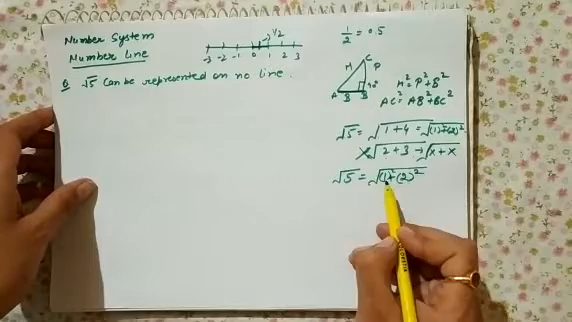 Number System
Number Line
1/2
-3 -2 -1 0 1 2 3
Q √5 Can be represented on no line.
1/2 = 0.5
C
H P
A B B 90°
H² = P² + B²
AC² = AB² + BC²
√5 = √1+4 = √(1)²+(2)²
× √2+3 → √x+x
√5 = √(1)²+(2)²